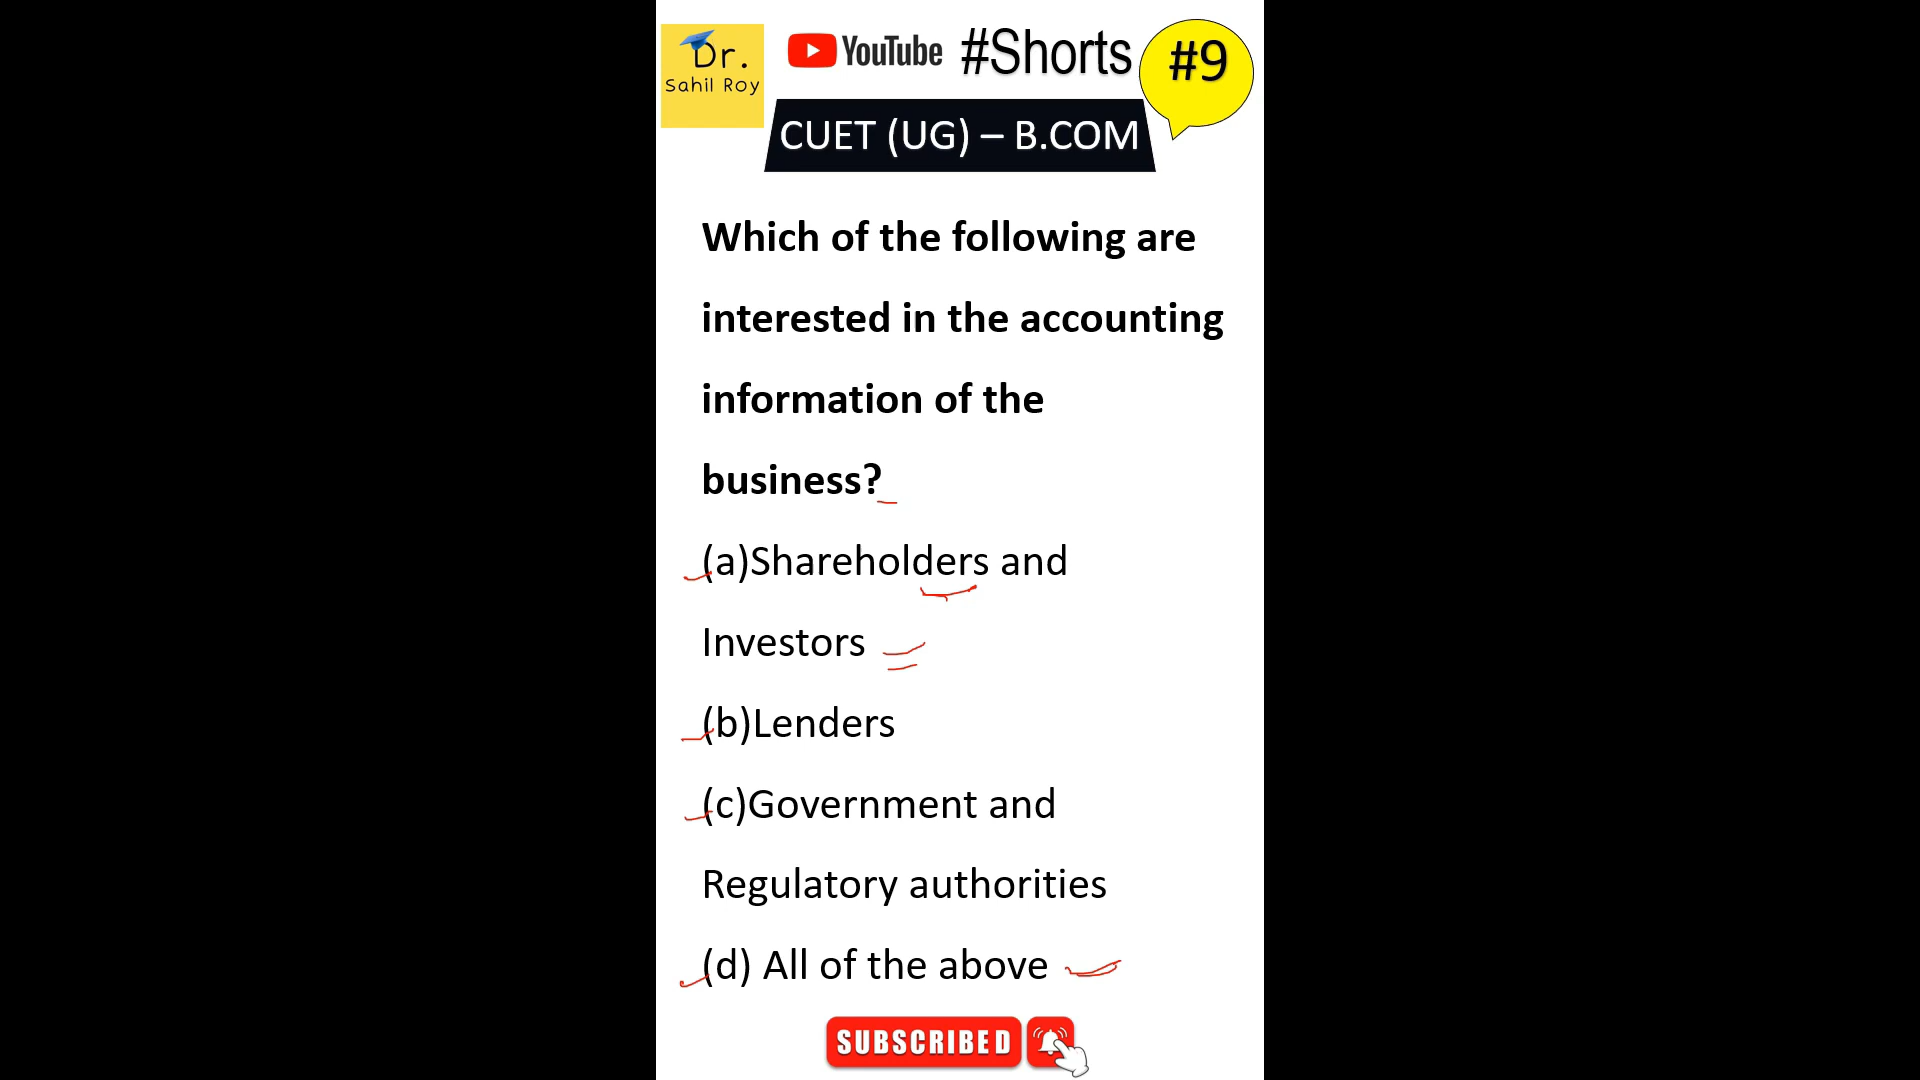 Dr.
Sahil Roy
YouTube #Shorts
#9
CUET (UG) – B.COM
Which of the following are
interested in the accounting
information of the
business?
(a)Shareholders and
Investors
(b)Lenders
(c)Government and
Regulatory authorities
(d) All of the above
SUBSCRIBED